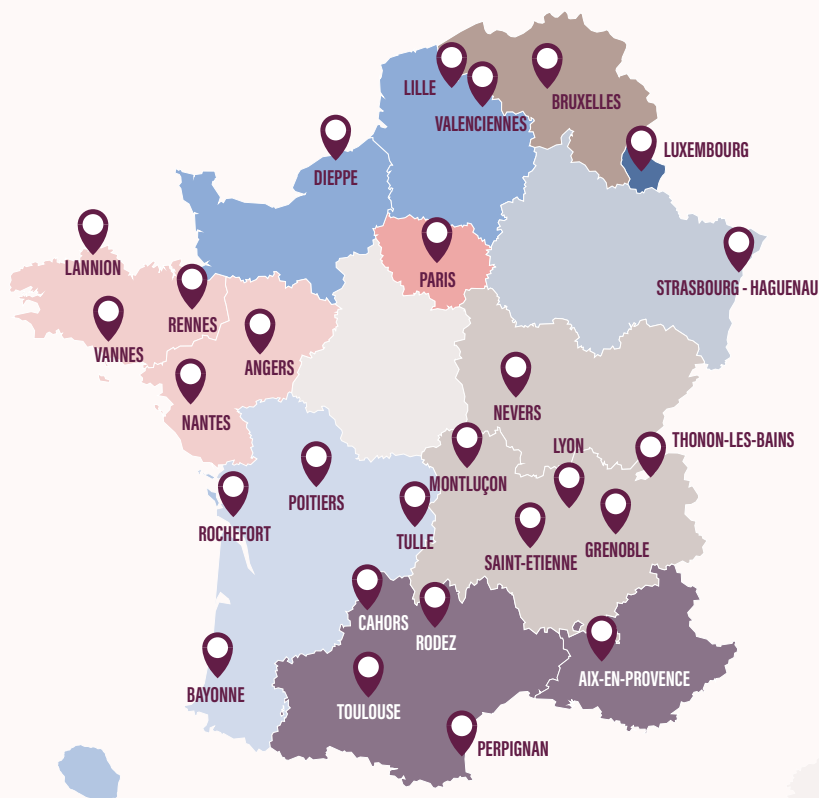 LILLE
BRUXELLES
VALENCIENNES
LUXEMBOURG
DIEPPE
LANNION
PARIS
STRASBOURG - HAGUENAU
RENNES
VANNES
ANGERS
NEVERS
NANTES
THONON-LES-BAINS
LYON
MONTLUÇON
POITIERS
ROCHEFORT
TULLE
GRENOBLE
SAINT-ETIENNE
CAHORS
RODEZ
AIX-EN-PROVENCE
BAYONNE
TOULOUSE
PERPIGNAN